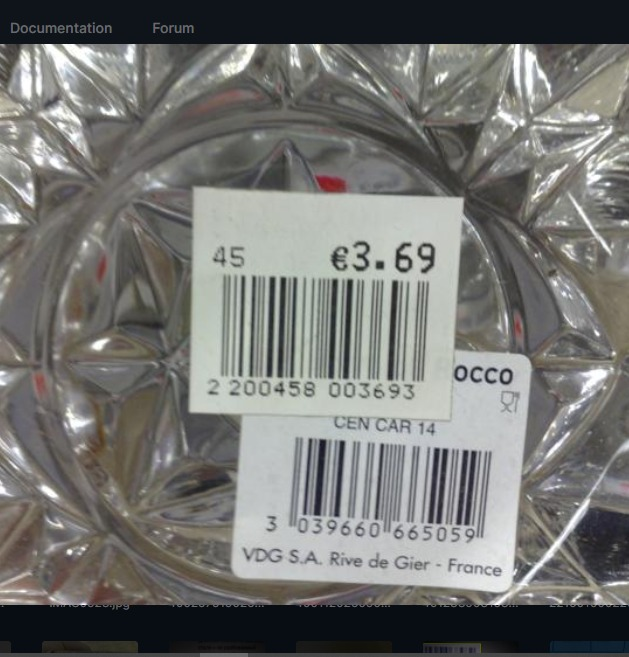 Documentation Forum
45 €3.69
2 200458 003693
OCCO
CEN CAR 14
3 039660 665059
VDG S.A. Rive de Gier - France